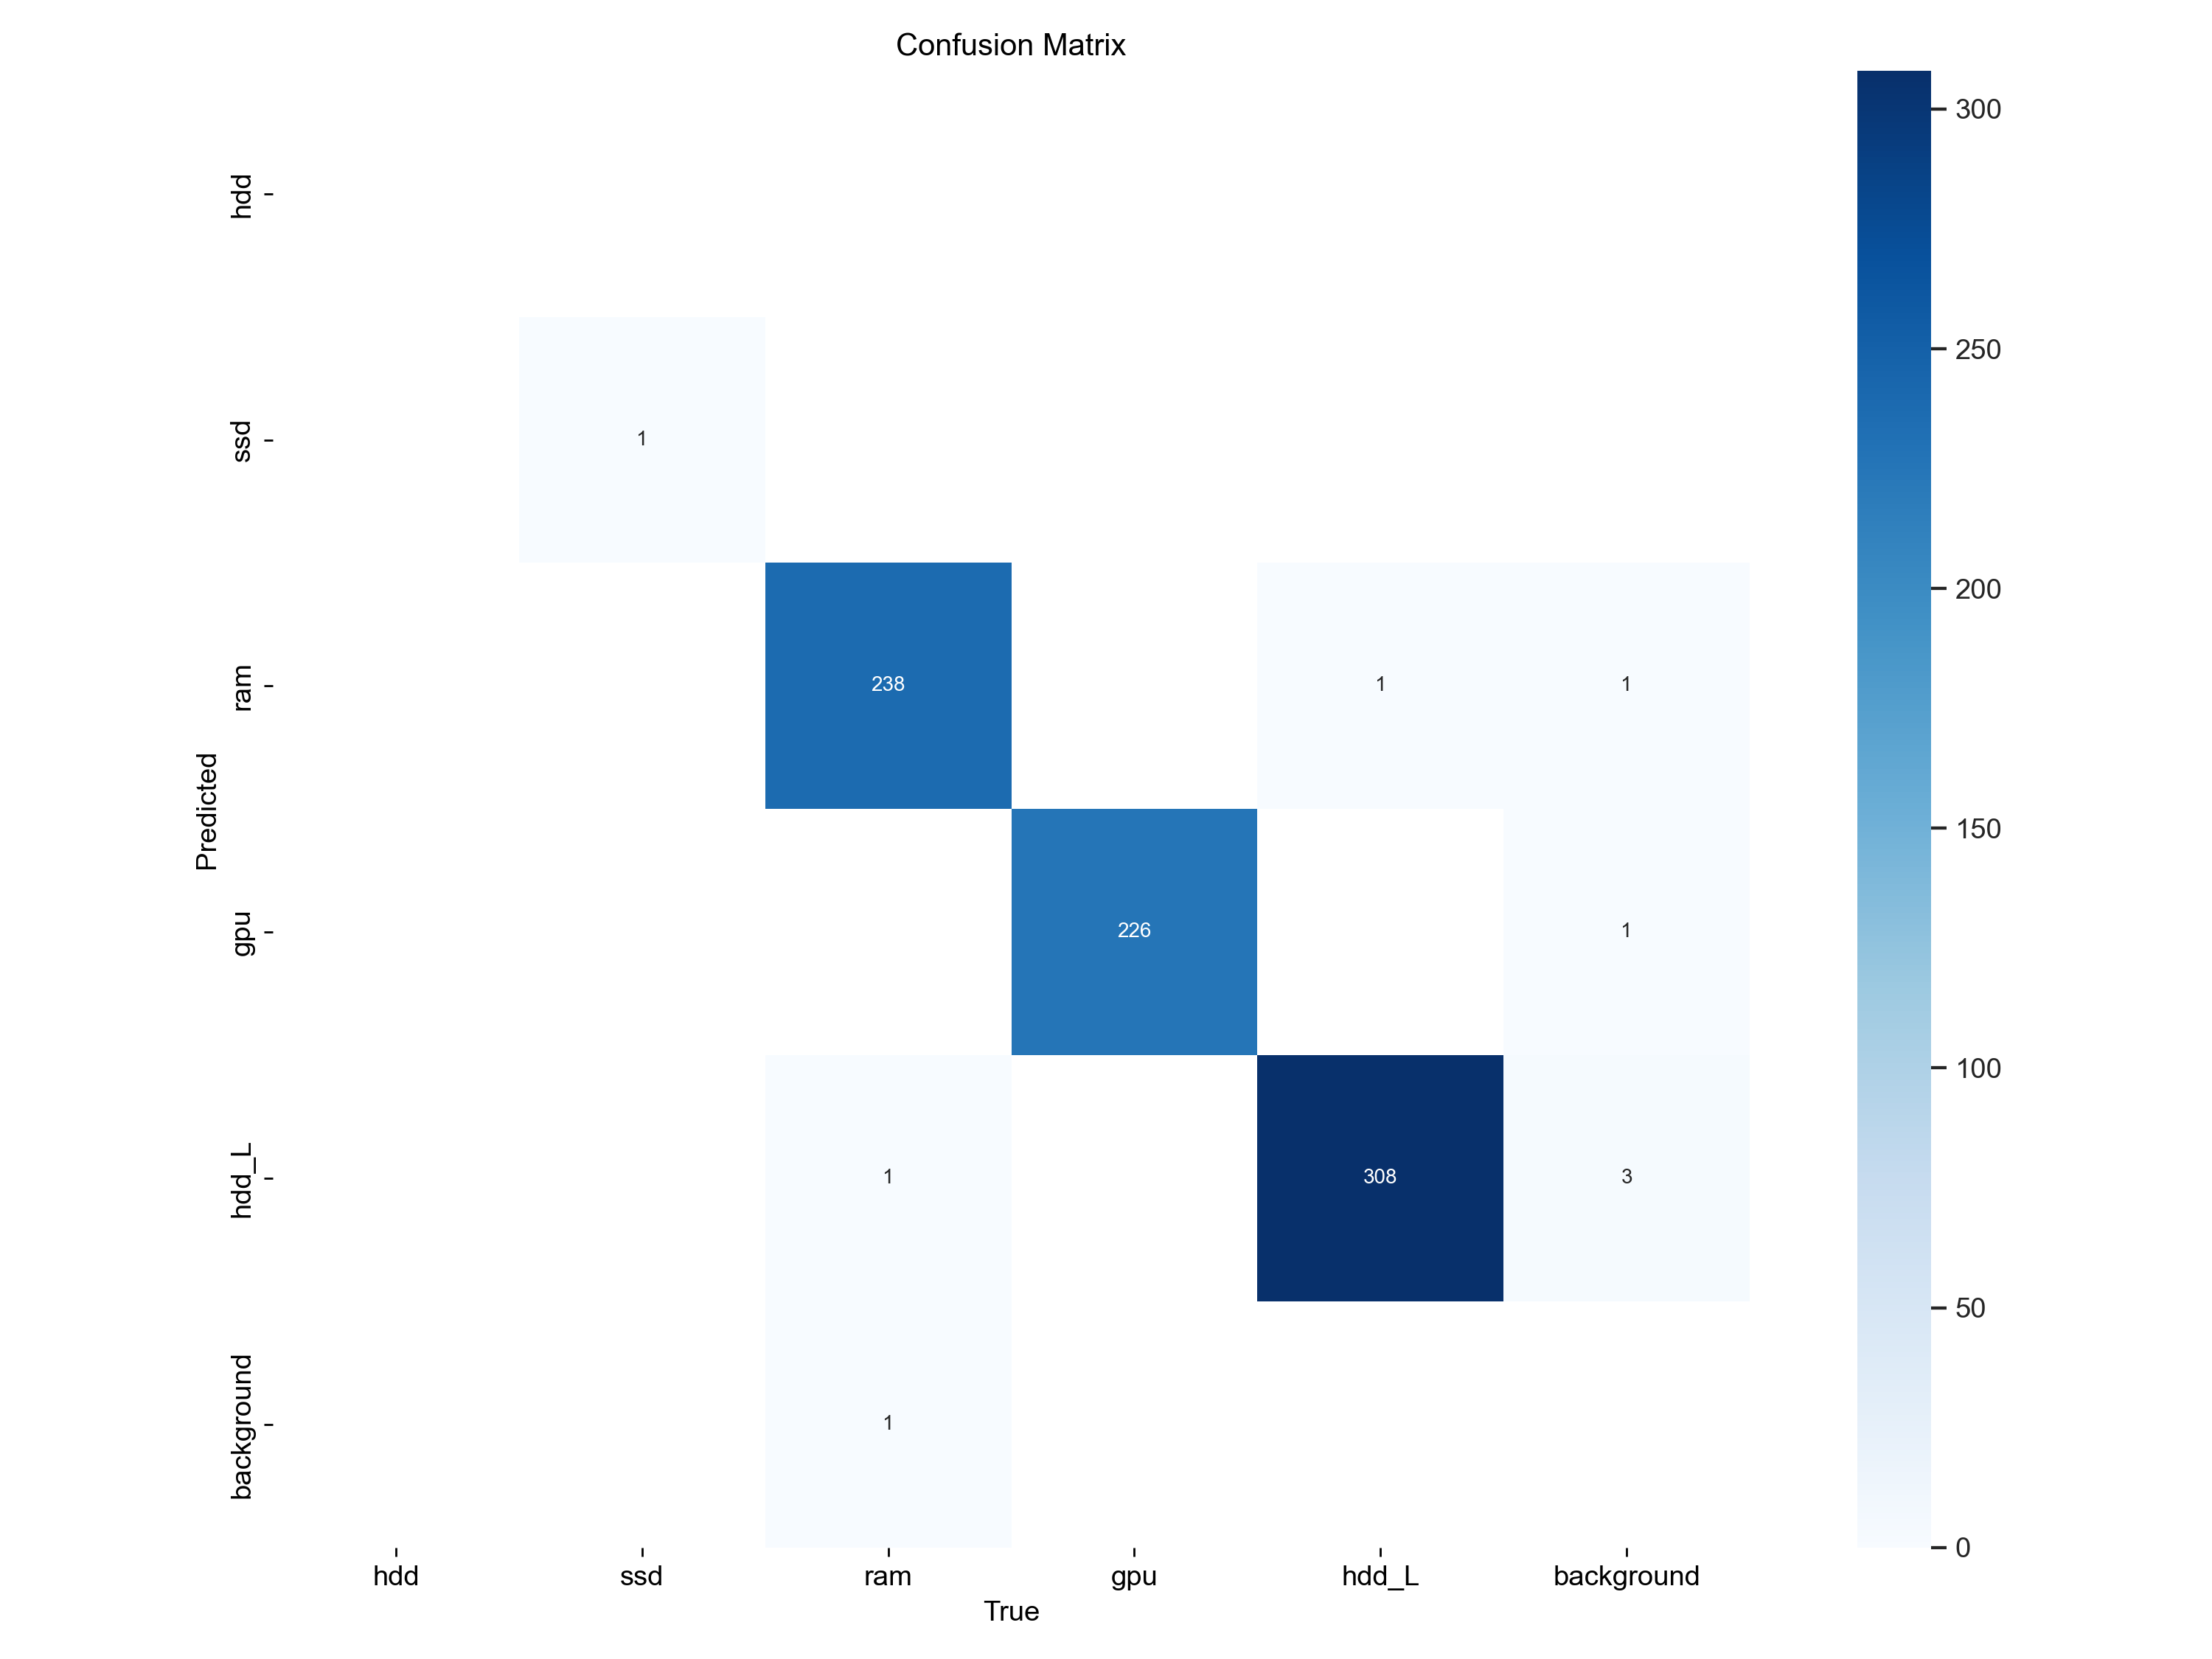 Confusion Matrix
hdd
ssd
ram
gpu
hdd_L
background
Predicted
1
238 1 1
226 1
1 308 3
1
hdd ssd ram gpu hdd_L background
True
300
250
200
150
100
50
0